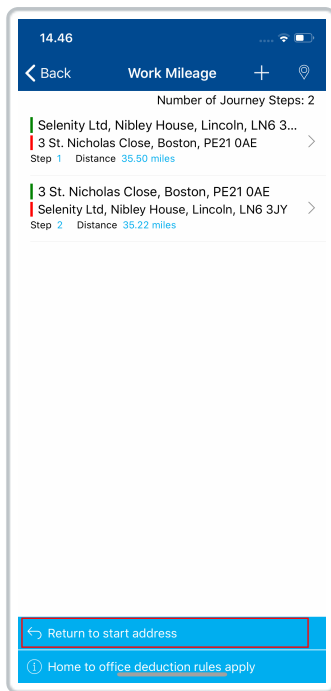 14.46
Back Work Mileage
Number of Journey Steps: 2
Selenity Ltd, Nibley House, Lincoln, LN6 3...
3 St. Nicholas Close, Boston, PE21 0AE
Step 1 Distance 35.50 miles
3 St. Nicholas Close, Boston, PE21 0AE
Selenity Ltd, Nibley House, Lincoln, LN6 3JY
Step 2 Distance 35.22 miles
Return to start address
Home to office deduction rules apply